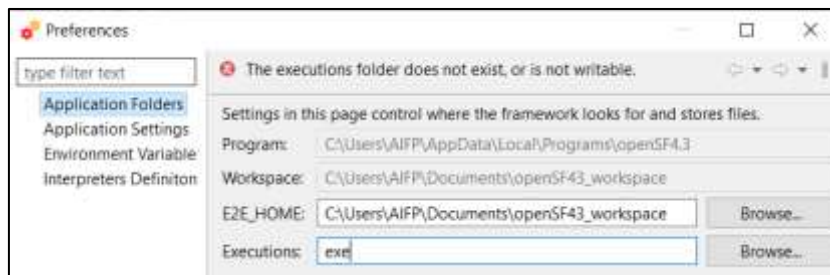 Preferences
type filter text
The executions folder does not exist, or is not writable.
Application Folders
Application Settings
Environment Variable
Interpreters Definiton
Settings in this page control where the framework looks for and stores files.
Program: C:\Users\AIFP\AppData\Local\Programs\openSF4.3
Workspace: C:\Users\AIFP\Documents\openSF43_workspace
E2E_HOME: C:\Users\AIFP\Documents\openSF43_workspace Browse...
Executions: exe Browse...